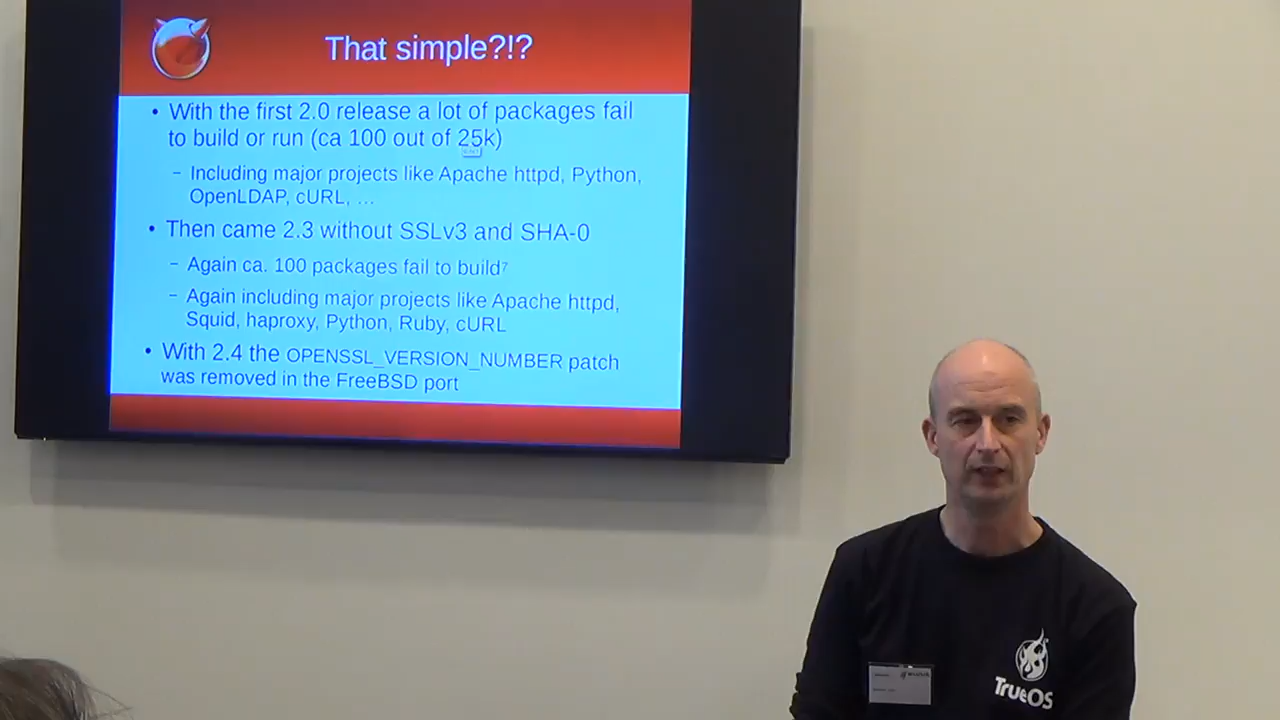 That simple?!?
• With the first 2.0 release a lot of packages fail
to build or run (ca 100 out of 25k)
– Including major projects like Apache httpd, Python,
OpenLDAP, cURL, …
• Then came 2.3 without SSLv3 and SHA-0
– Again ca. 100 packages fail to build7
– Again including major projects like Apache httpd,
Squid, haproxy, Python, Ruby, cURL
• With 2.4 the OPENSSL_VERSION_NUMBER patch
was removed in the FreeBSD port
TrueOS